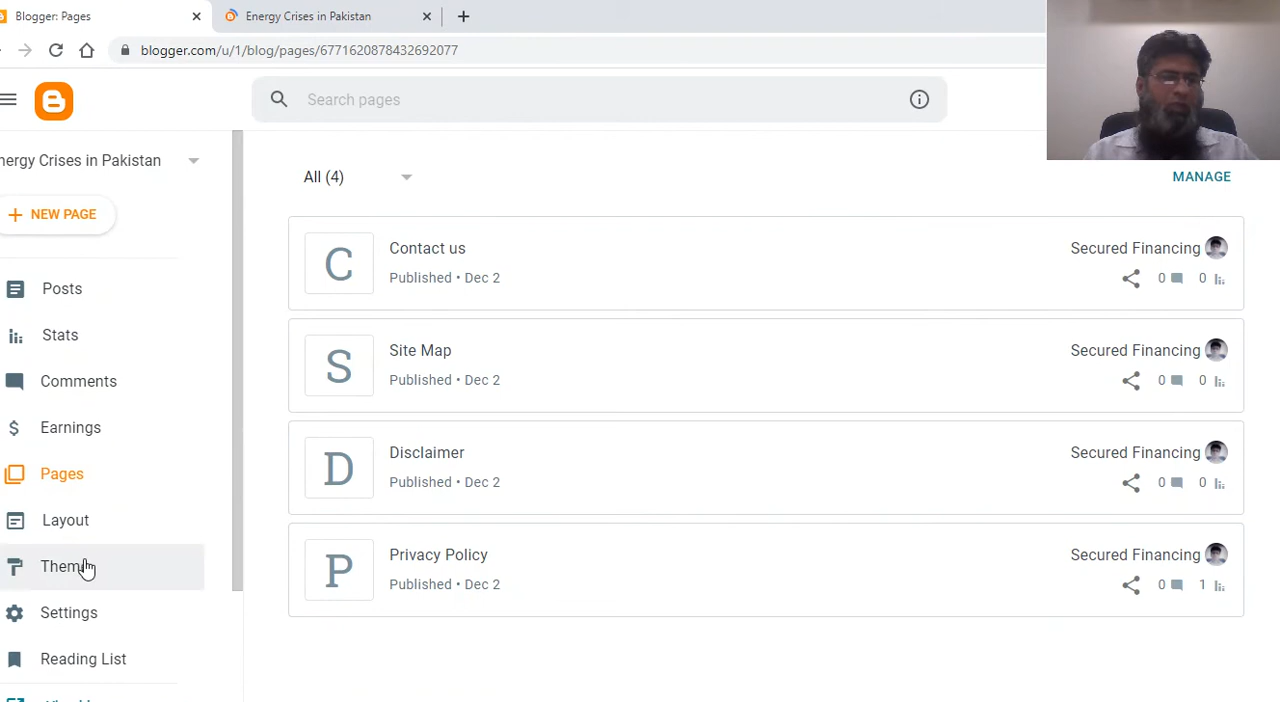 Blogger: Pages
Energy Crises in Pakistan
blogger.com/u/1/blog/pages/6771620878432692077
Search pages
nergy Crises in Pakistan
NEW PAGE
Posts
Stats
Comments
Earnings
Pages
Layout
Them
Settings
Reading List
All (4)
MANAGE
C
Contact us
Published • Dec 2
Secured Financing
0 0
S
Site Map
Published • Dec 2
Secured Financing
0 0
D
Disclaimer
Published • Dec 2
Secured Financing
0 0
P
Privacy Policy
Published • Dec 2
Secured Financing
0 1